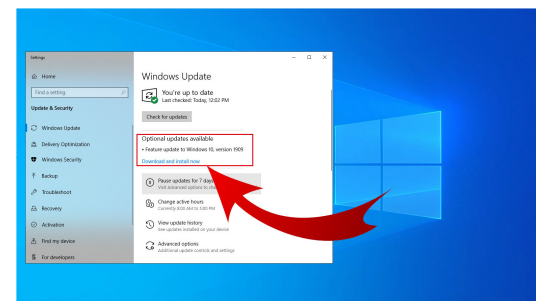 Settings
Home
Find a setting
Update & Security
Windows Update
Delivery Optimization
Windows Security
Backup
Troubleshoot
Recovery
Activation
Find my device
For developers
Windows Update
You're up to date
Last checked: Today, 12:02 PM
Check for updates
Optional updates available
• Feature update to Windows 10, version 1909
Download and install now
Pause updates for 7 days
Visit Advanced options to
Change active hours
Currently 8:00 AM to 5:00 PM
View update history
See updates installed on your device
Advanced options
Additional update controls and settings